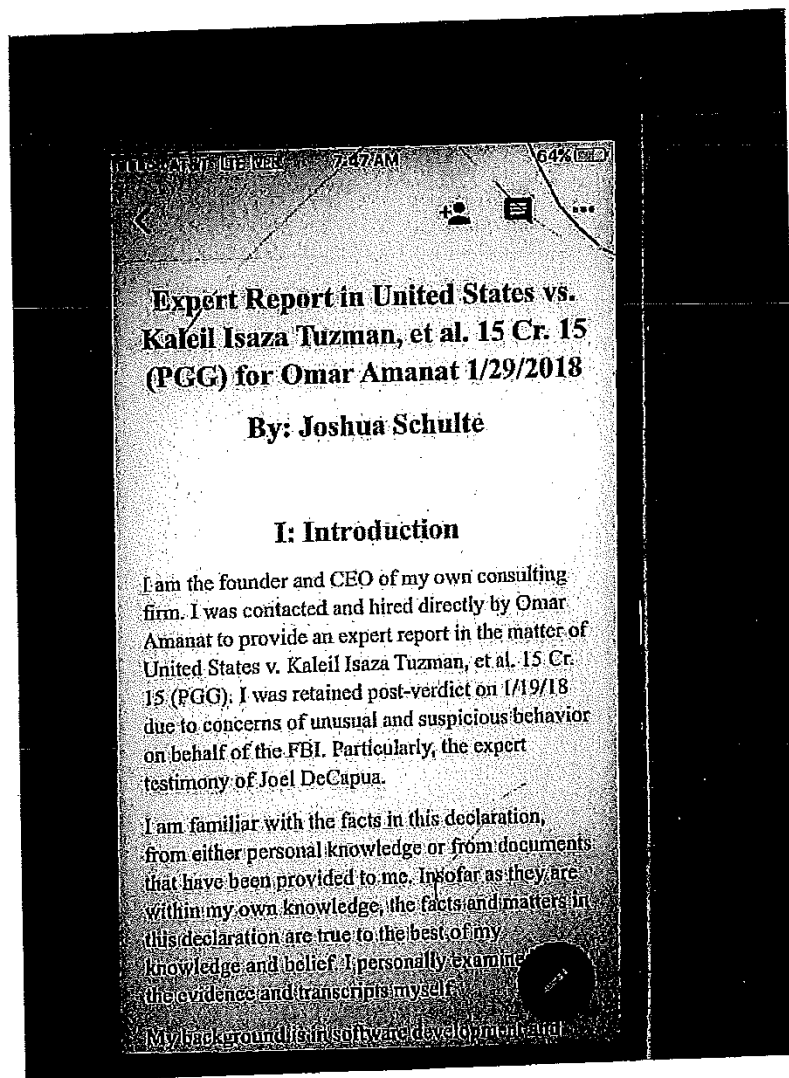 AT&T LTE 7:47 AM 64%
Expert Report in United States vs.
Kaleil Isaza Tuzman, et al. 15 Cr. 15
(PGG) for Omar Amanat 1/29/2018
By: Joshua Schulte
I: Introduction
I am the founder and CEO of my own consulting
firm. I was contacted and hired directly by Omar
Amanat to provide an expert report in the matter of
United States v. Kaleil Isaza Tuzman, et al. 15 Cr.
15 (PGG). I was retained post-verdict on 1/19/18
due to concerns of unusual and suspicious behavior
on behalf of the FBI. Particularly, the expert
testimony of Joel DeCapua.
I am familiar with the facts in this declaration,
from either personal knowledge or from documents
that have been provided to me. Insofar as they are
within my own knowledge, the facts and matters in
this declaration are true to the best of my
knowledge and belief. I personally examine
the evidence and transcripts myself.
My background is in software development and